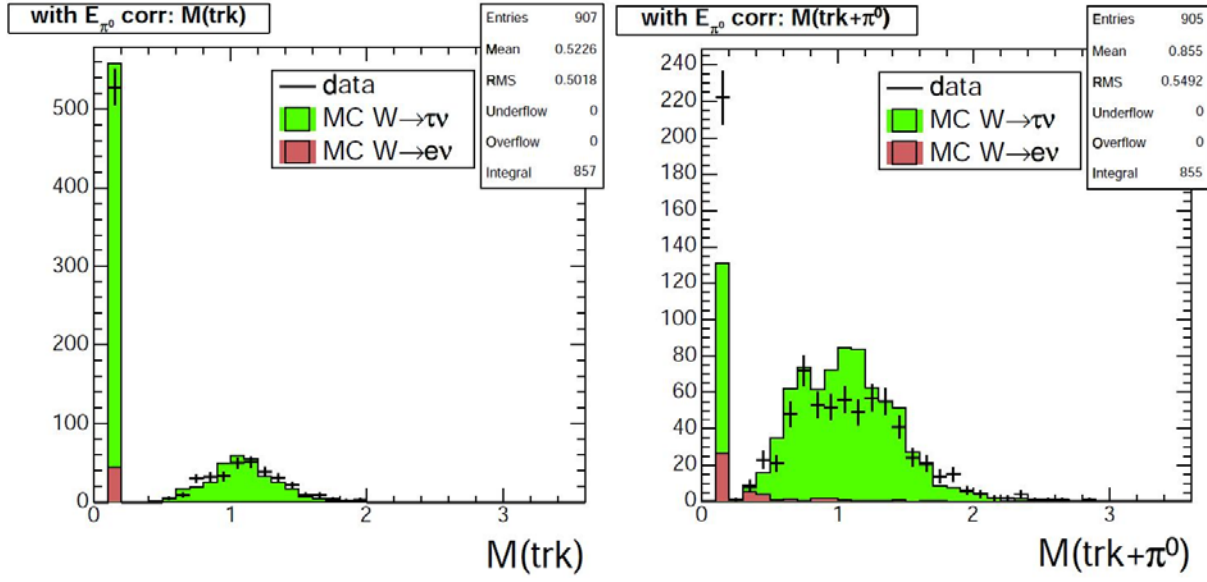 with E_π⁰ corr: M(trk)
Entries 907
Mean 0.5226
RMS 0.5018
Underflow 0
Overflow 0
Integral 857
data
MC W→τν
MC W→eν
500
400
300
200
100
0
0 1 2 3
M(trk)
with E_π⁰ corr: M(trk+π⁰)
Entries 905
Mean 0.855
RMS 0.5492
Underflow 0
Overflow 0
Integral 855
data
MC W→τν
MC W→eν
240
220
200
180
160
140
120
100
80
60
40
20
0
0 1 2 3
M(trk+π⁰)